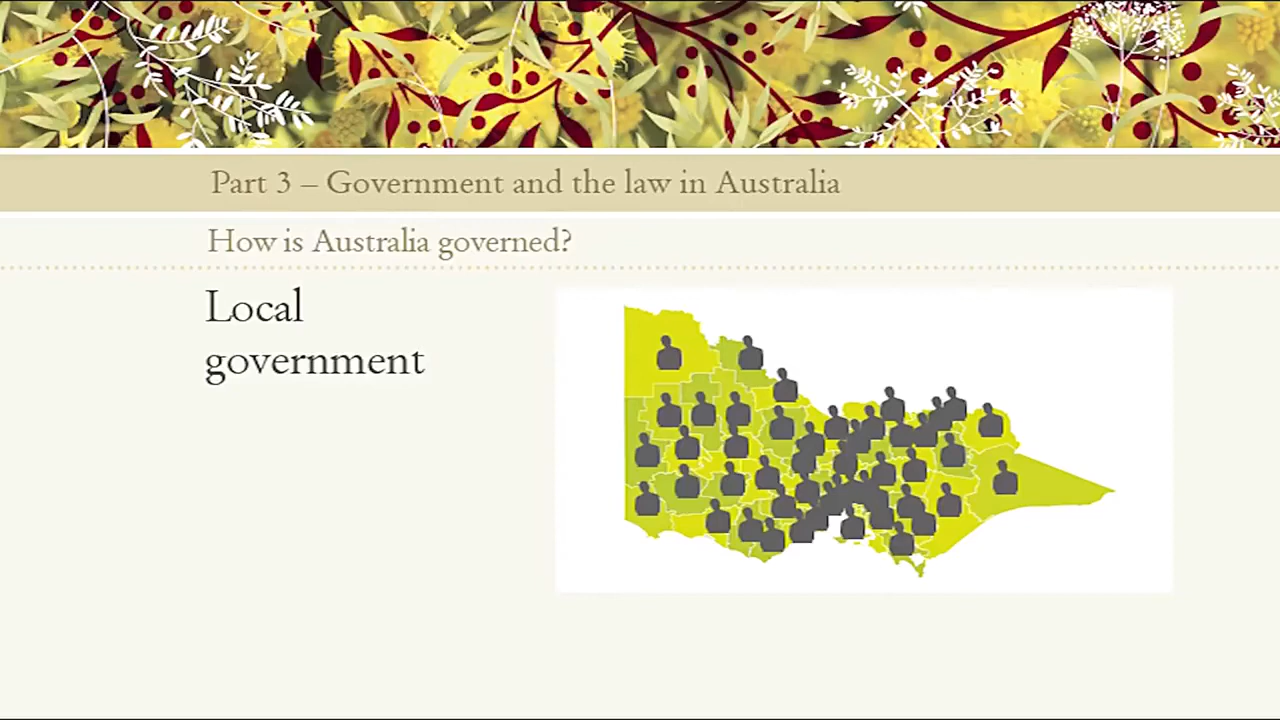 Part 3 – Government and the law in Australia
How is Australia governed?
Local
government